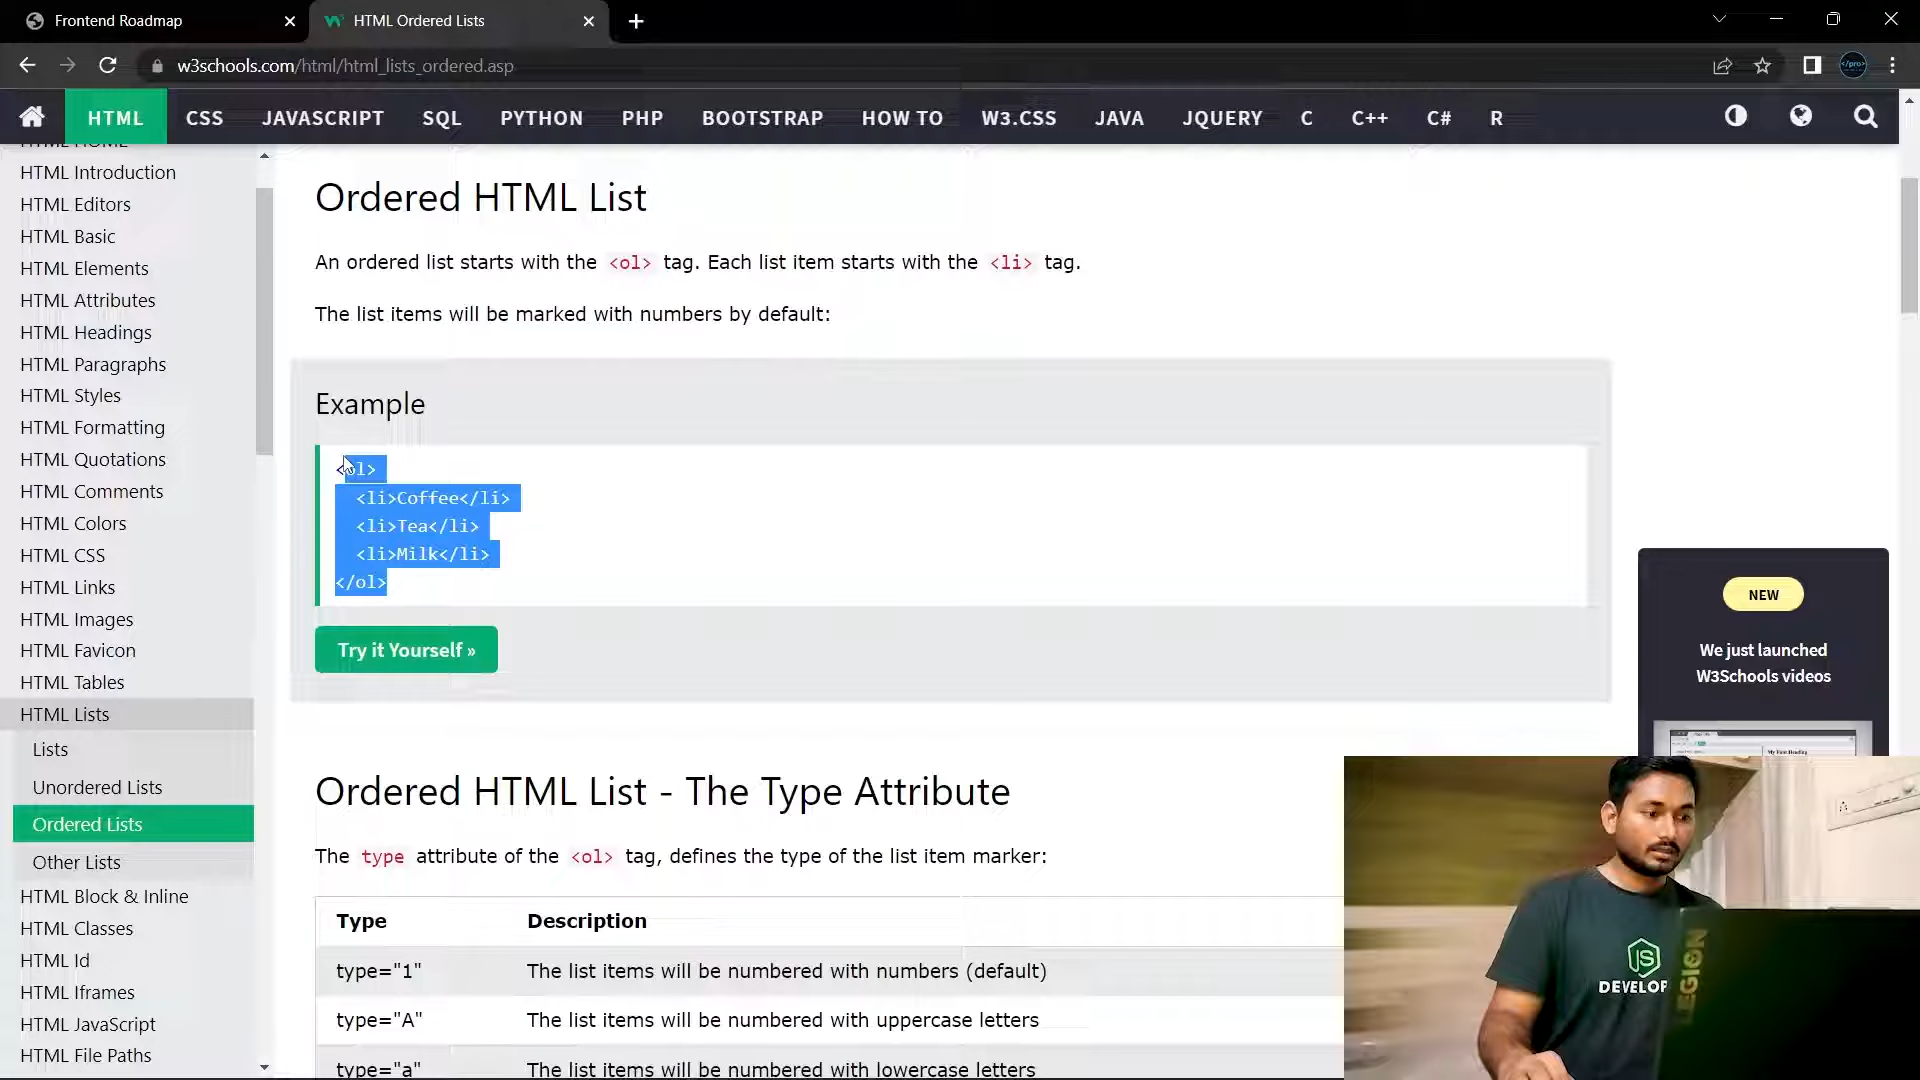 Frontend Roadmap
HTML Ordered Lists
w3schools.com/html/html_lists_ordered.asp
</pro>
HTML
CSS
JAVASCRIPT
SQL
PYTHON
PHP
BOOTSTRAP
HOW TO
W3.CSS
JAVA
JQUERY
C
C++
C#
R
HTML HOME
HTML Introduction
HTML Editors
HTML Basic
HTML Elements
HTML Attributes
HTML Headings
HTML Paragraphs
HTML Styles
HTML Formatting
HTML Quotations
HTML Comments
HTML Colors
HTML CSS
HTML Links
HTML Images
HTML Favicon
HTML Tables
HTML Lists
Lists
Unordered Lists
Ordered Lists
Other Lists
HTML Block & Inline
HTML Classes
HTML Id
HTML Iframes
HTML JavaScript
HTML File Paths
Ordered HTML List
An ordered list starts with the <ol> tag. Each list item starts with the <li> tag.
The list items will be marked with numbers by default:
Example
<ol>
<li>Coffee</li>
<li>Tea</li>
<li>Milk</li>
</ol>
Try it Yourself »
Ordered HTML List - The Type Attribute
The type attribute of the <ol> tag, defines the type of the list item marker:
Type Description
type="1" The list items will be numbered with numbers (default)
type="A" The list items will be numbered with uppercase letters
type="a" The list items will be numbered with lowercase letters
NEW
We just launched
W3Schools videos
My First Heading
JS
DEVELOP
LEGION